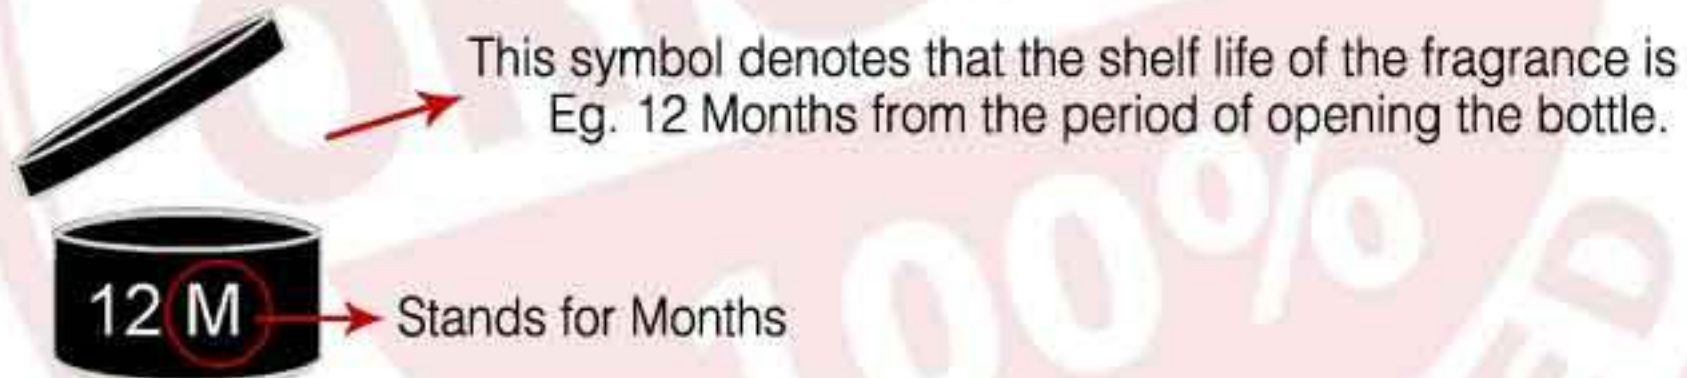 This symbol denotes that the shelf life of the fragrance is
Eg. 12 Months from the period of opening the bottle.
12 M
Stands for Months
100%